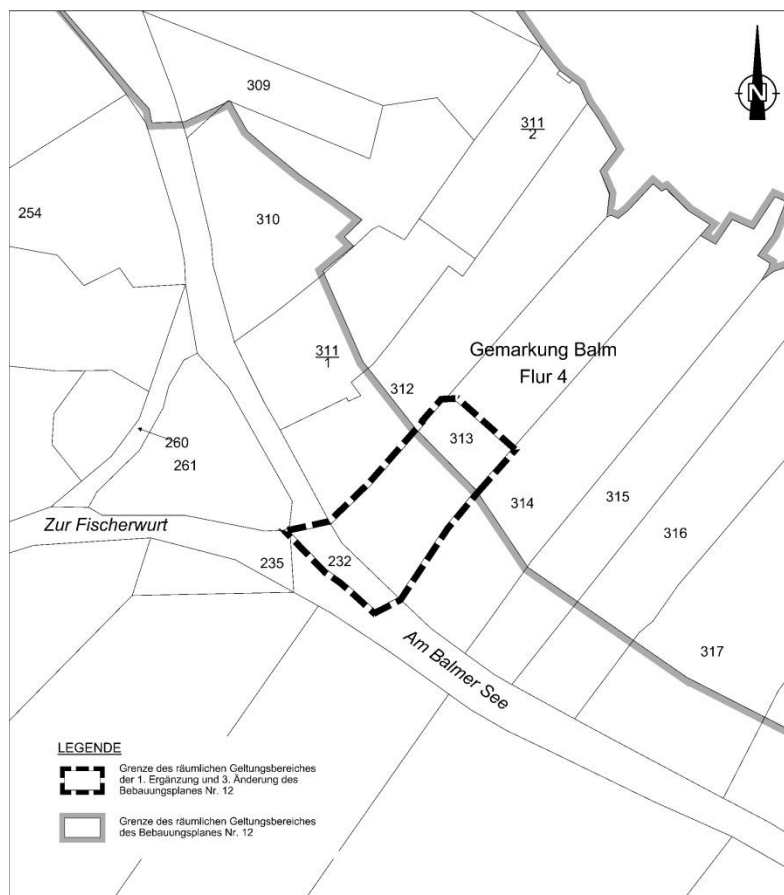 309
311
2
N
254
310
Gemarkung Balm
Flur 4
311
1
312
313
260
261
314
315
316
Zur Fischerwurt
235
232
317
Am Balmer See
LEGENDE
Grenze des räumlichen Geltungsbereiches
der 1. Ergänzung und 3. Änderung des
Bebauungsplanes Nr. 12
Grenze des räumlichen Geltungsbereiches
des Bebauungsplanes Nr. 12